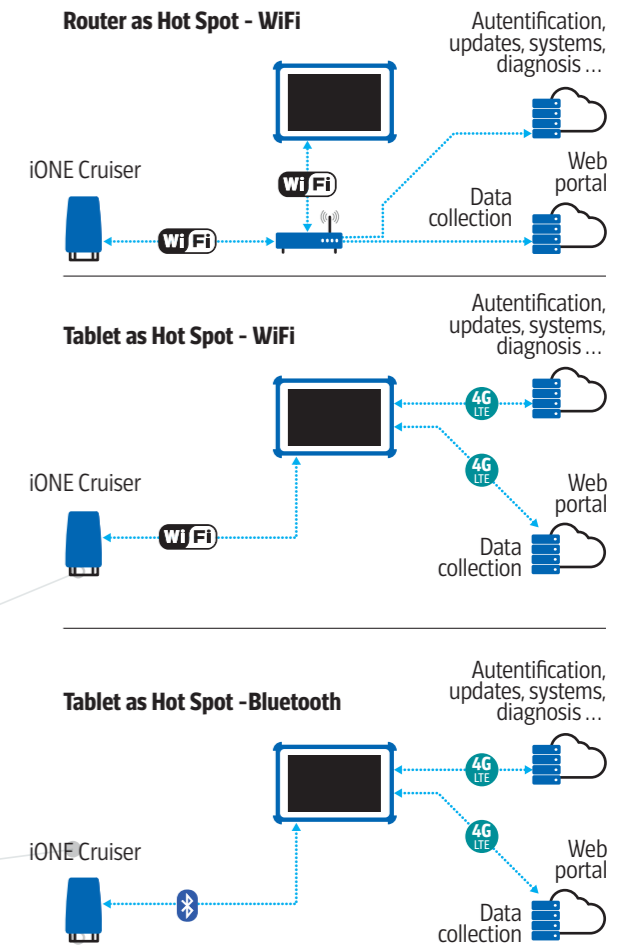 Router as Hot Spot - WiFi
Autentification,
updates, systems,
diagnosis ...
iONE Cruiser
WiFi
Web
portal
Data
collection
WiFi
Tablet as Hot Spot - WiFi
Autentification,
updates, systems,
diagnosis ...
4G
LTE
4G
LTE
iONE Cruiser
Web
portal
WiFi
Data
collection
Tablet as Hot Spot -Bluetooth
Autentification,
updates, systems,
diagnosis ...
4G
LTE
4G
LTE
iONE Cruiser
Web
portal
Data
collection